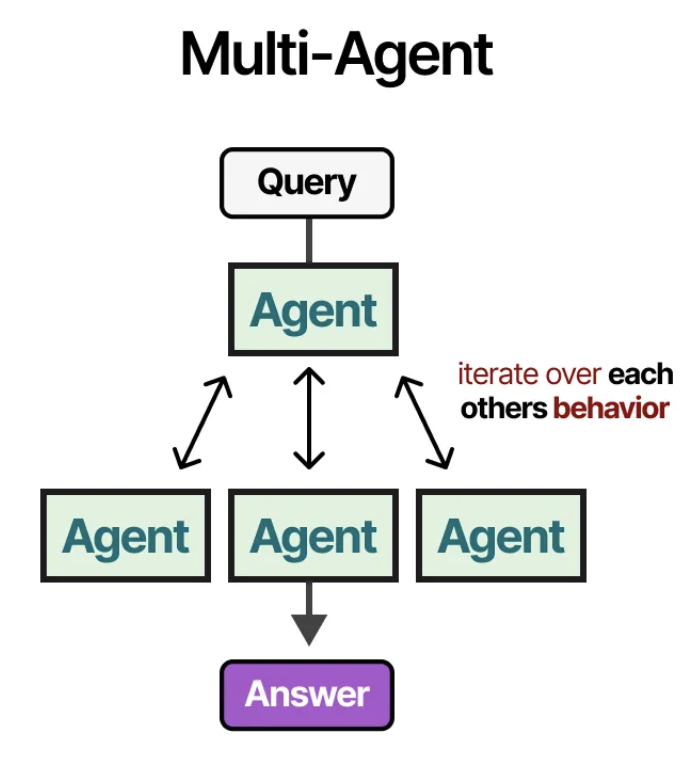 Multi-Agent
Query
Agent
iterate over each
others behavior
Agent
Agent
Agent
Answer